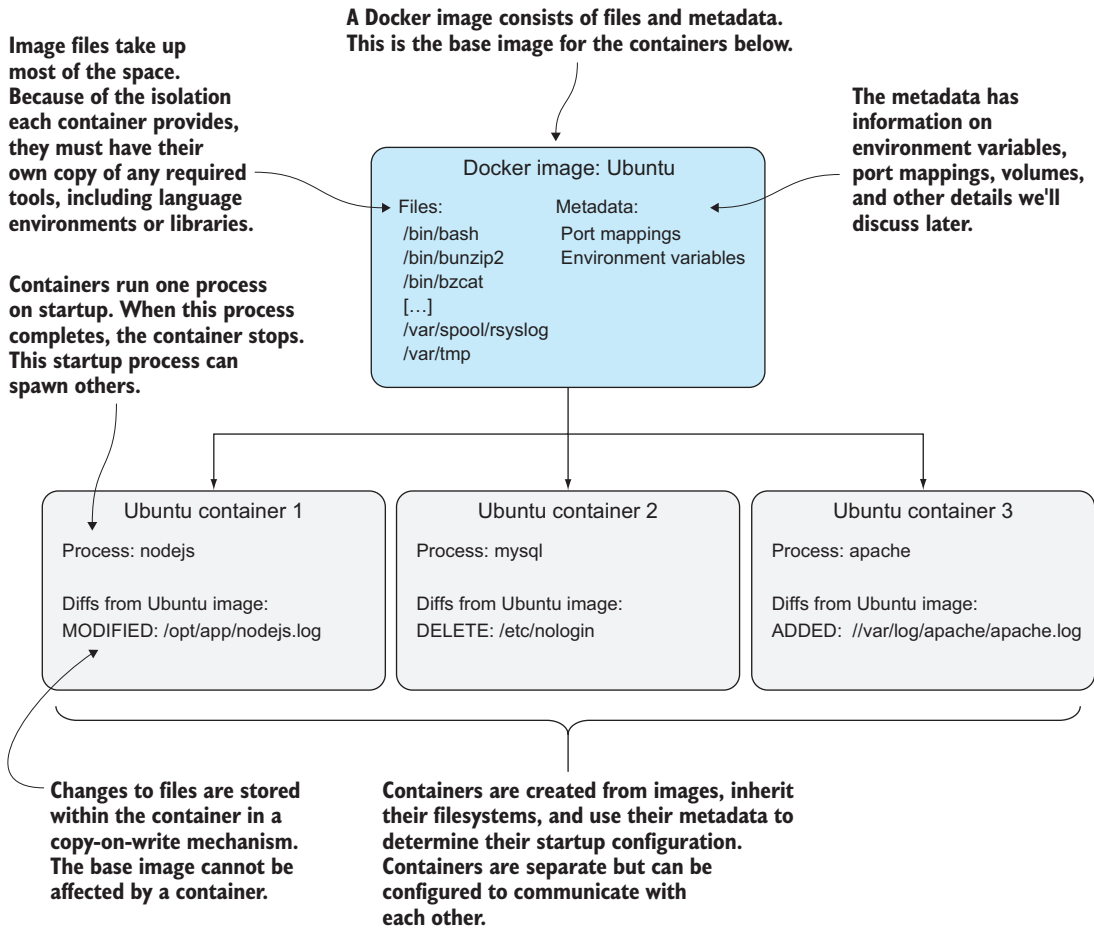 A Docker image consists of files and metadata.
This is the base image for the containers below.
Image files take up
most of the space.
Because of the isolation
each container provides,
they must have their
own copy of any required
tools, including language
environments or libraries.
The metadata has
information on
environment variables,
port mappings, volumes,
and other details we'll
discuss later.
Docker image: Ubuntu
Files:
/bin/bash
/bin/bunzip2
/bin/bzcat
[…]
/var/spool/rsyslog
/var/tmp
Metadata:
Port mappings
Environment variables
Containers run one process
on startup. When this process
completes, the container stops.
This startup process can
spawn others.
Ubuntu container 1
Process: nodejs
Diffs from Ubuntu image:
MODIFIED: /opt/app/nodejs.log
Ubuntu container 2
Process: mysql
Diffs from Ubuntu image:
DELETE: /etc/nologin
Ubuntu container 3
Process: apache
Diffs from Ubuntu image:
ADDED: //var/log/apache/apache.log
Changes to files are stored
within the container in a
copy-on-write mechanism.
The base image cannot be
affected by a container.
Containers are created from images, inherit
their filesystems, and use their metadata to
determine their startup configuration.
Containers are separate but can be
configured to communicate with
each other.